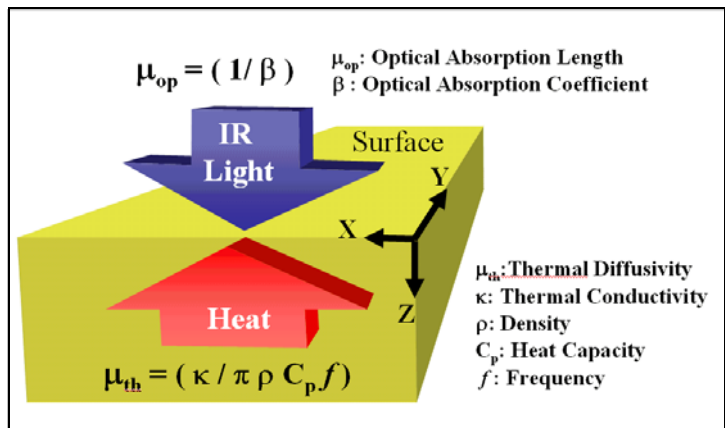 μop = ( 1/ β )
μop: Optical Absorption Length
β : Optical Absorption Coefficient
IR
Light
Surface
Y
X
Z
Heat
μth = ( κ / π ρ Cp f )
μth:Thermal Diffusivity
κ: Thermal Conductivity
ρ: Density
Cp: Heat Capacity
f : Frequency